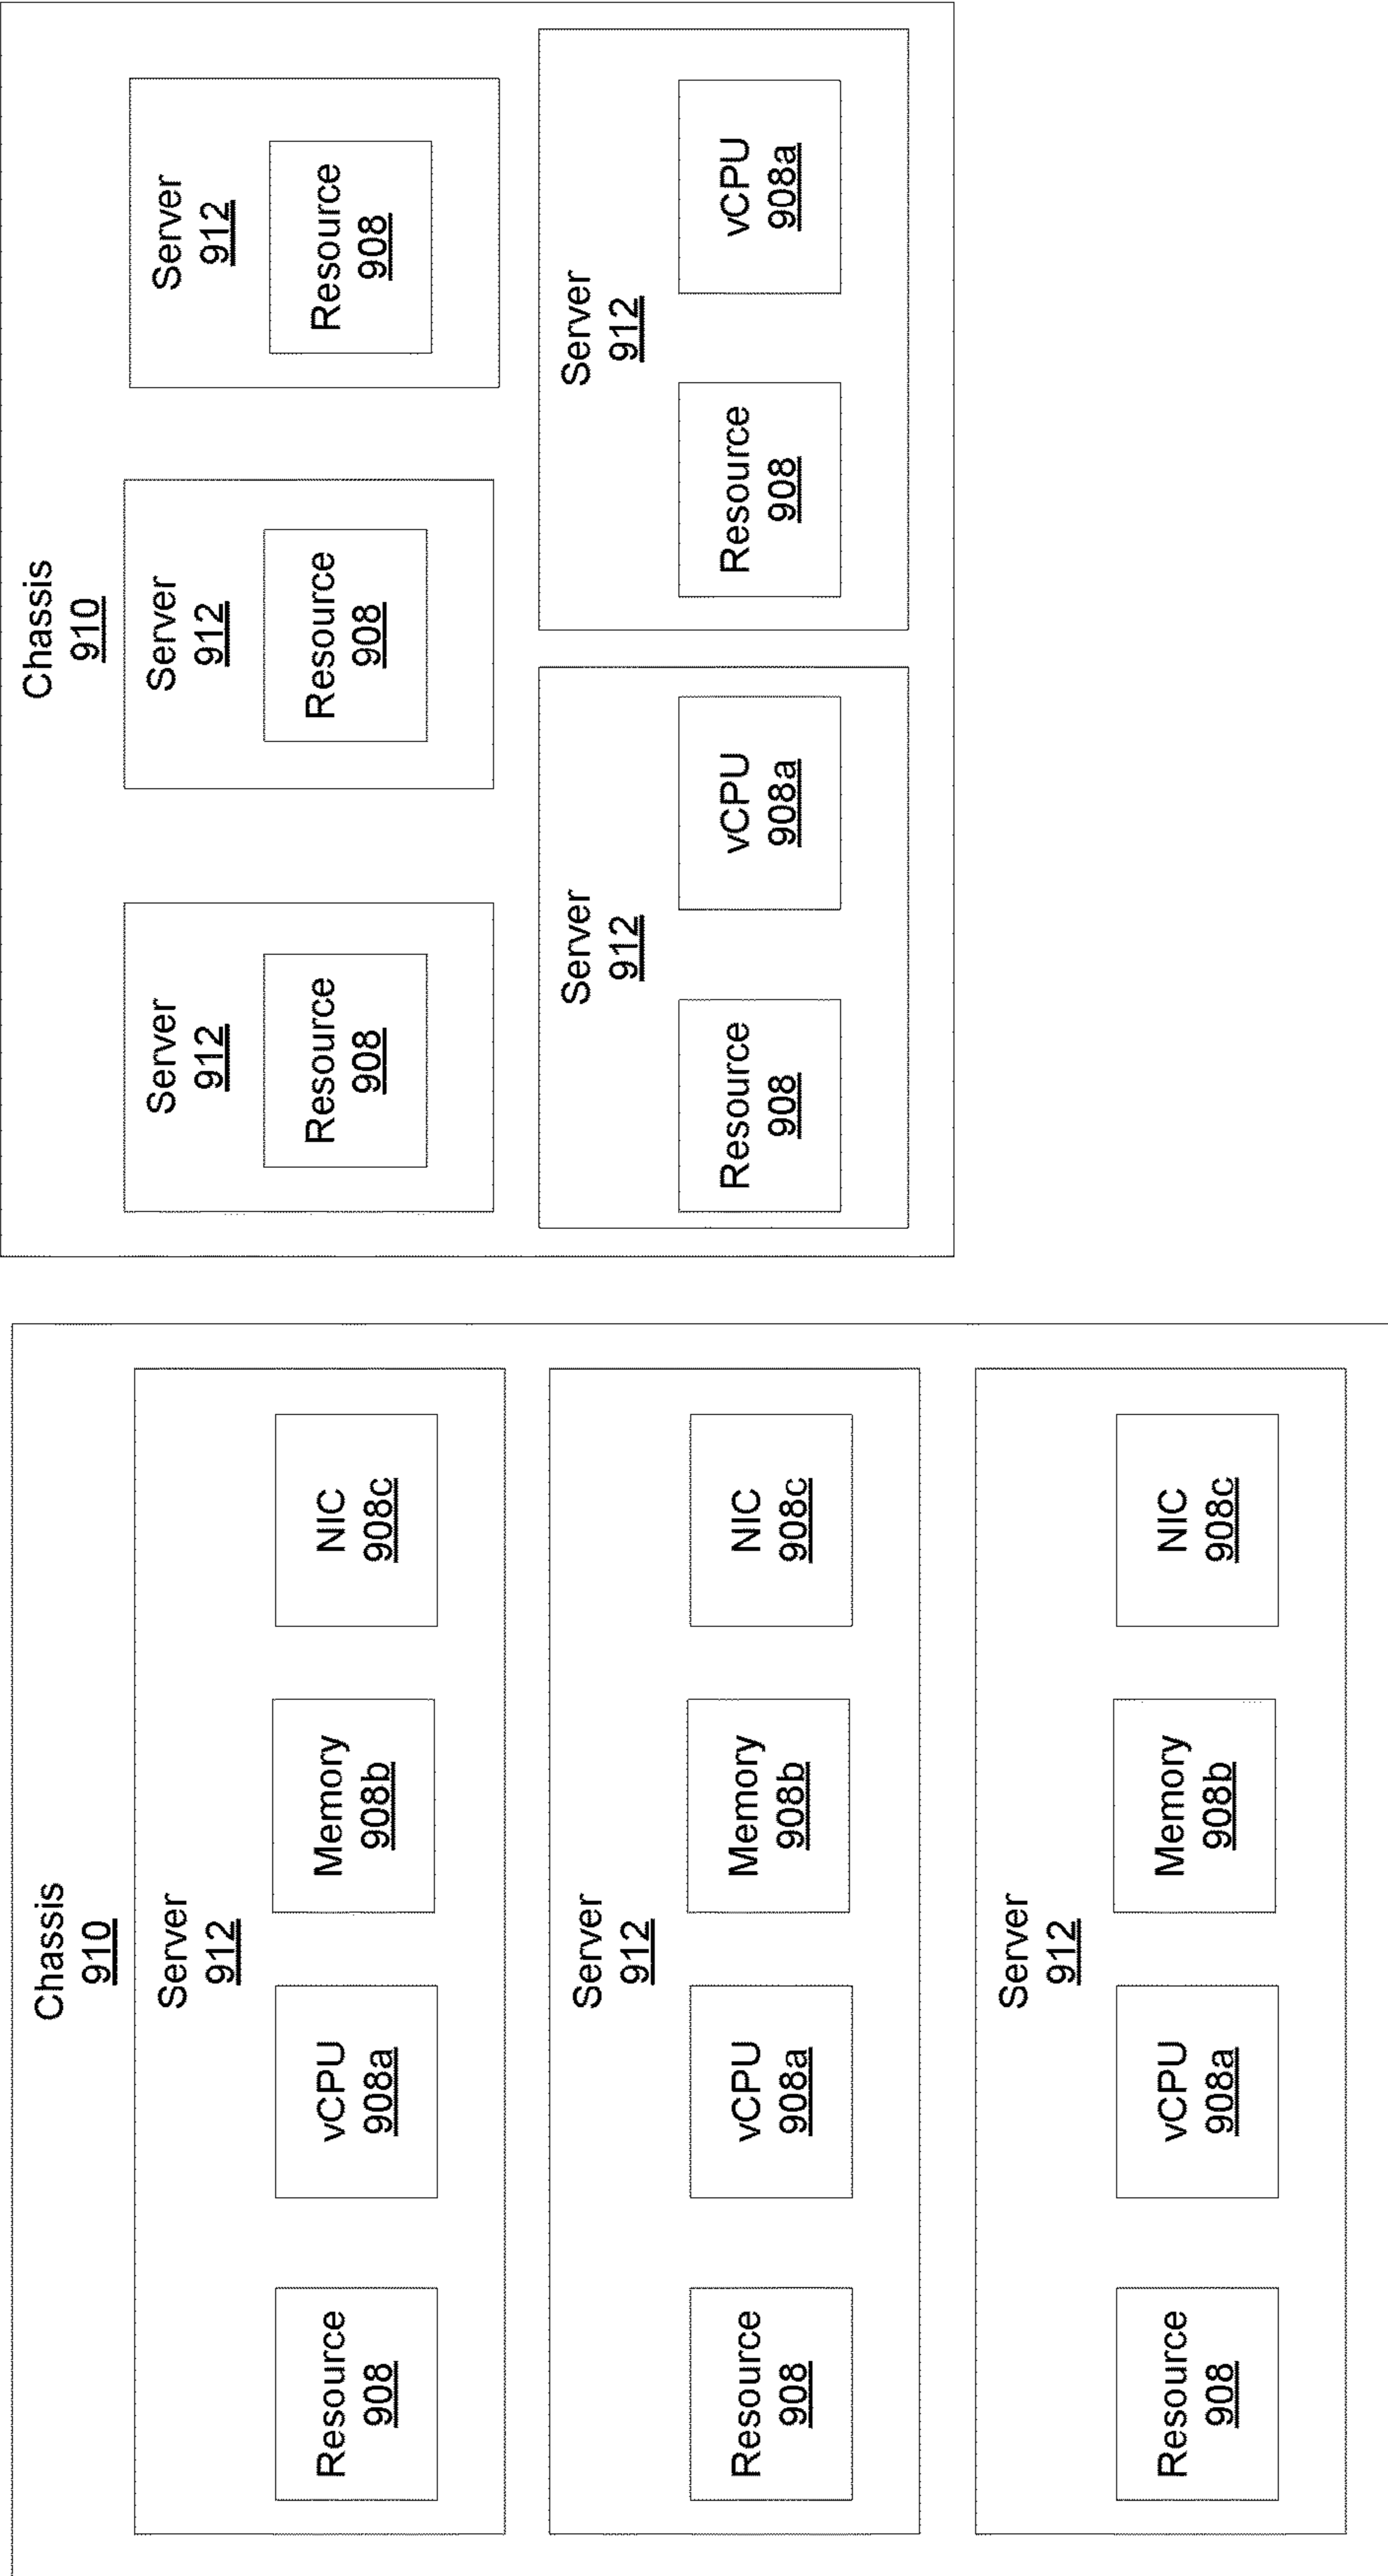 Chassis
910
Server
912
Resource
908
vCPU
908a
Memory
908b
NIC
908c
Server
912
Resource
908
vCPU
908a
Memory
908b
NIC
908c
Server
912
Resource
908
vCPU
908a
Memory
908b
NIC
908c
Chassis
910
Server
912
Resource
908
Server
912
Resource
908
Server
912
Resource
908
Server
912
Resource
908
vCPU
908a
Server
912
Resource
908
vCPU
908a